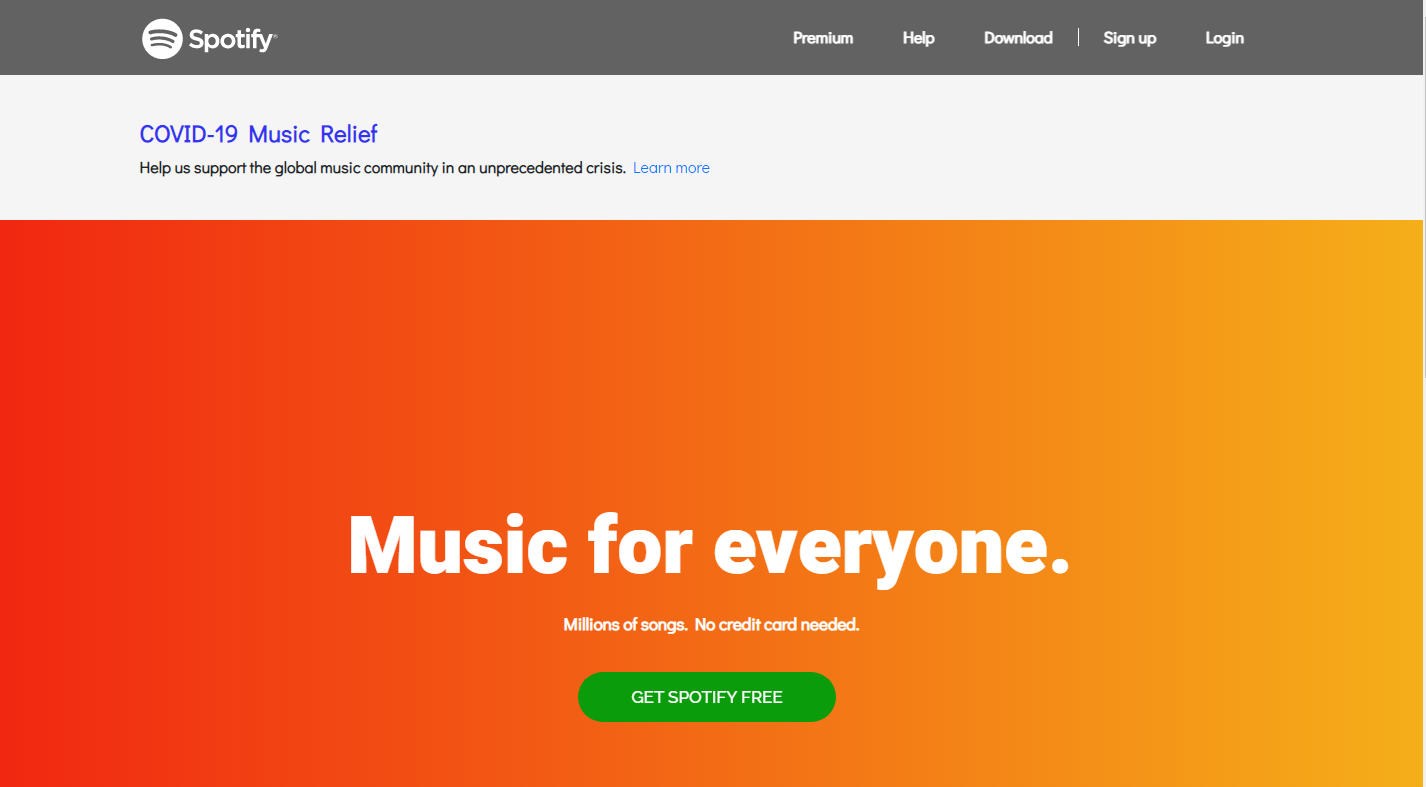 Spotify®
Premium Help Download Sign up Login
COVID-19 Music Relief
Help us support the global music community in an unprecedented crisis. Learn more
Music for everyone.
Millions of songs. No credit card needed.
GET SPOTIFY FREE